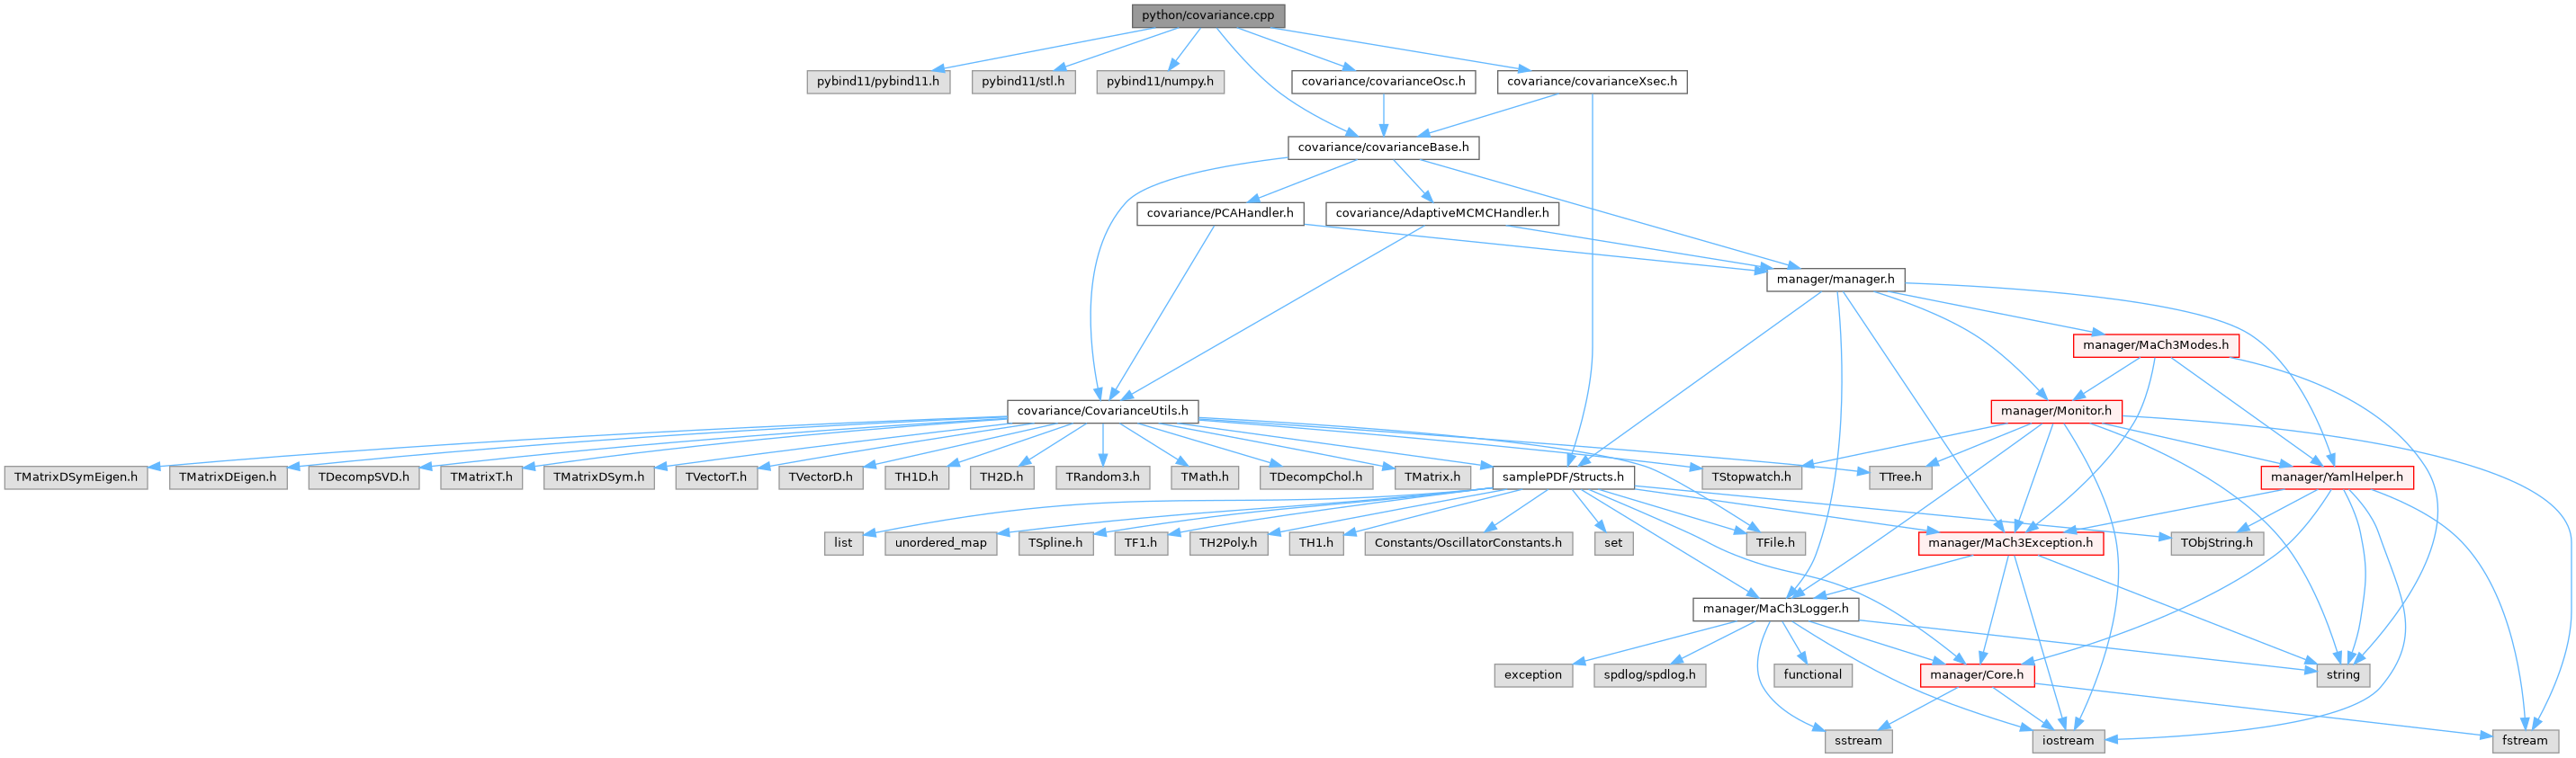 python/covariance.cpp
pybind11/pybind11.h
pybind11/stl.h
pybind11/numpy.h
covariance/covarianceOsc.h
covariance/covarianceXsec.h
covariance/covarianceBase.h
covariance/PCAHandler.h
covariance/AdaptiveMCMCHandler.h
manager/manager.h
manager/MaCh3Modes.h
covariance/CovarianceUtils.h
manager/Monitor.h
TMatrixDSymEigen.h
TMatrixDEigen.h
TDecompSVD.h
TMatrixT.h
TMatrixDSym.h
TVectorT.h
TVectorD.h
TH1D.h
TH2D.h
TRandom3.h
TMath.h
TDecompChol.h
TMatrix.h
samplePDF/Structs.h
TStopwatch.h
TTree.h
manager/YamlHelper.h
list
unordered_map
TSpline.h
TF1.h
TH2Poly.h
TH1.h
Constants/OscillatorConstants.h
set
TFile.h
manager/MaCh3Exception.h
TObjString.h
manager/MaCh3Logger.h
exception
spdlog/spdlog.h
functional
manager/Core.h
string
sstream
iostream
fstream